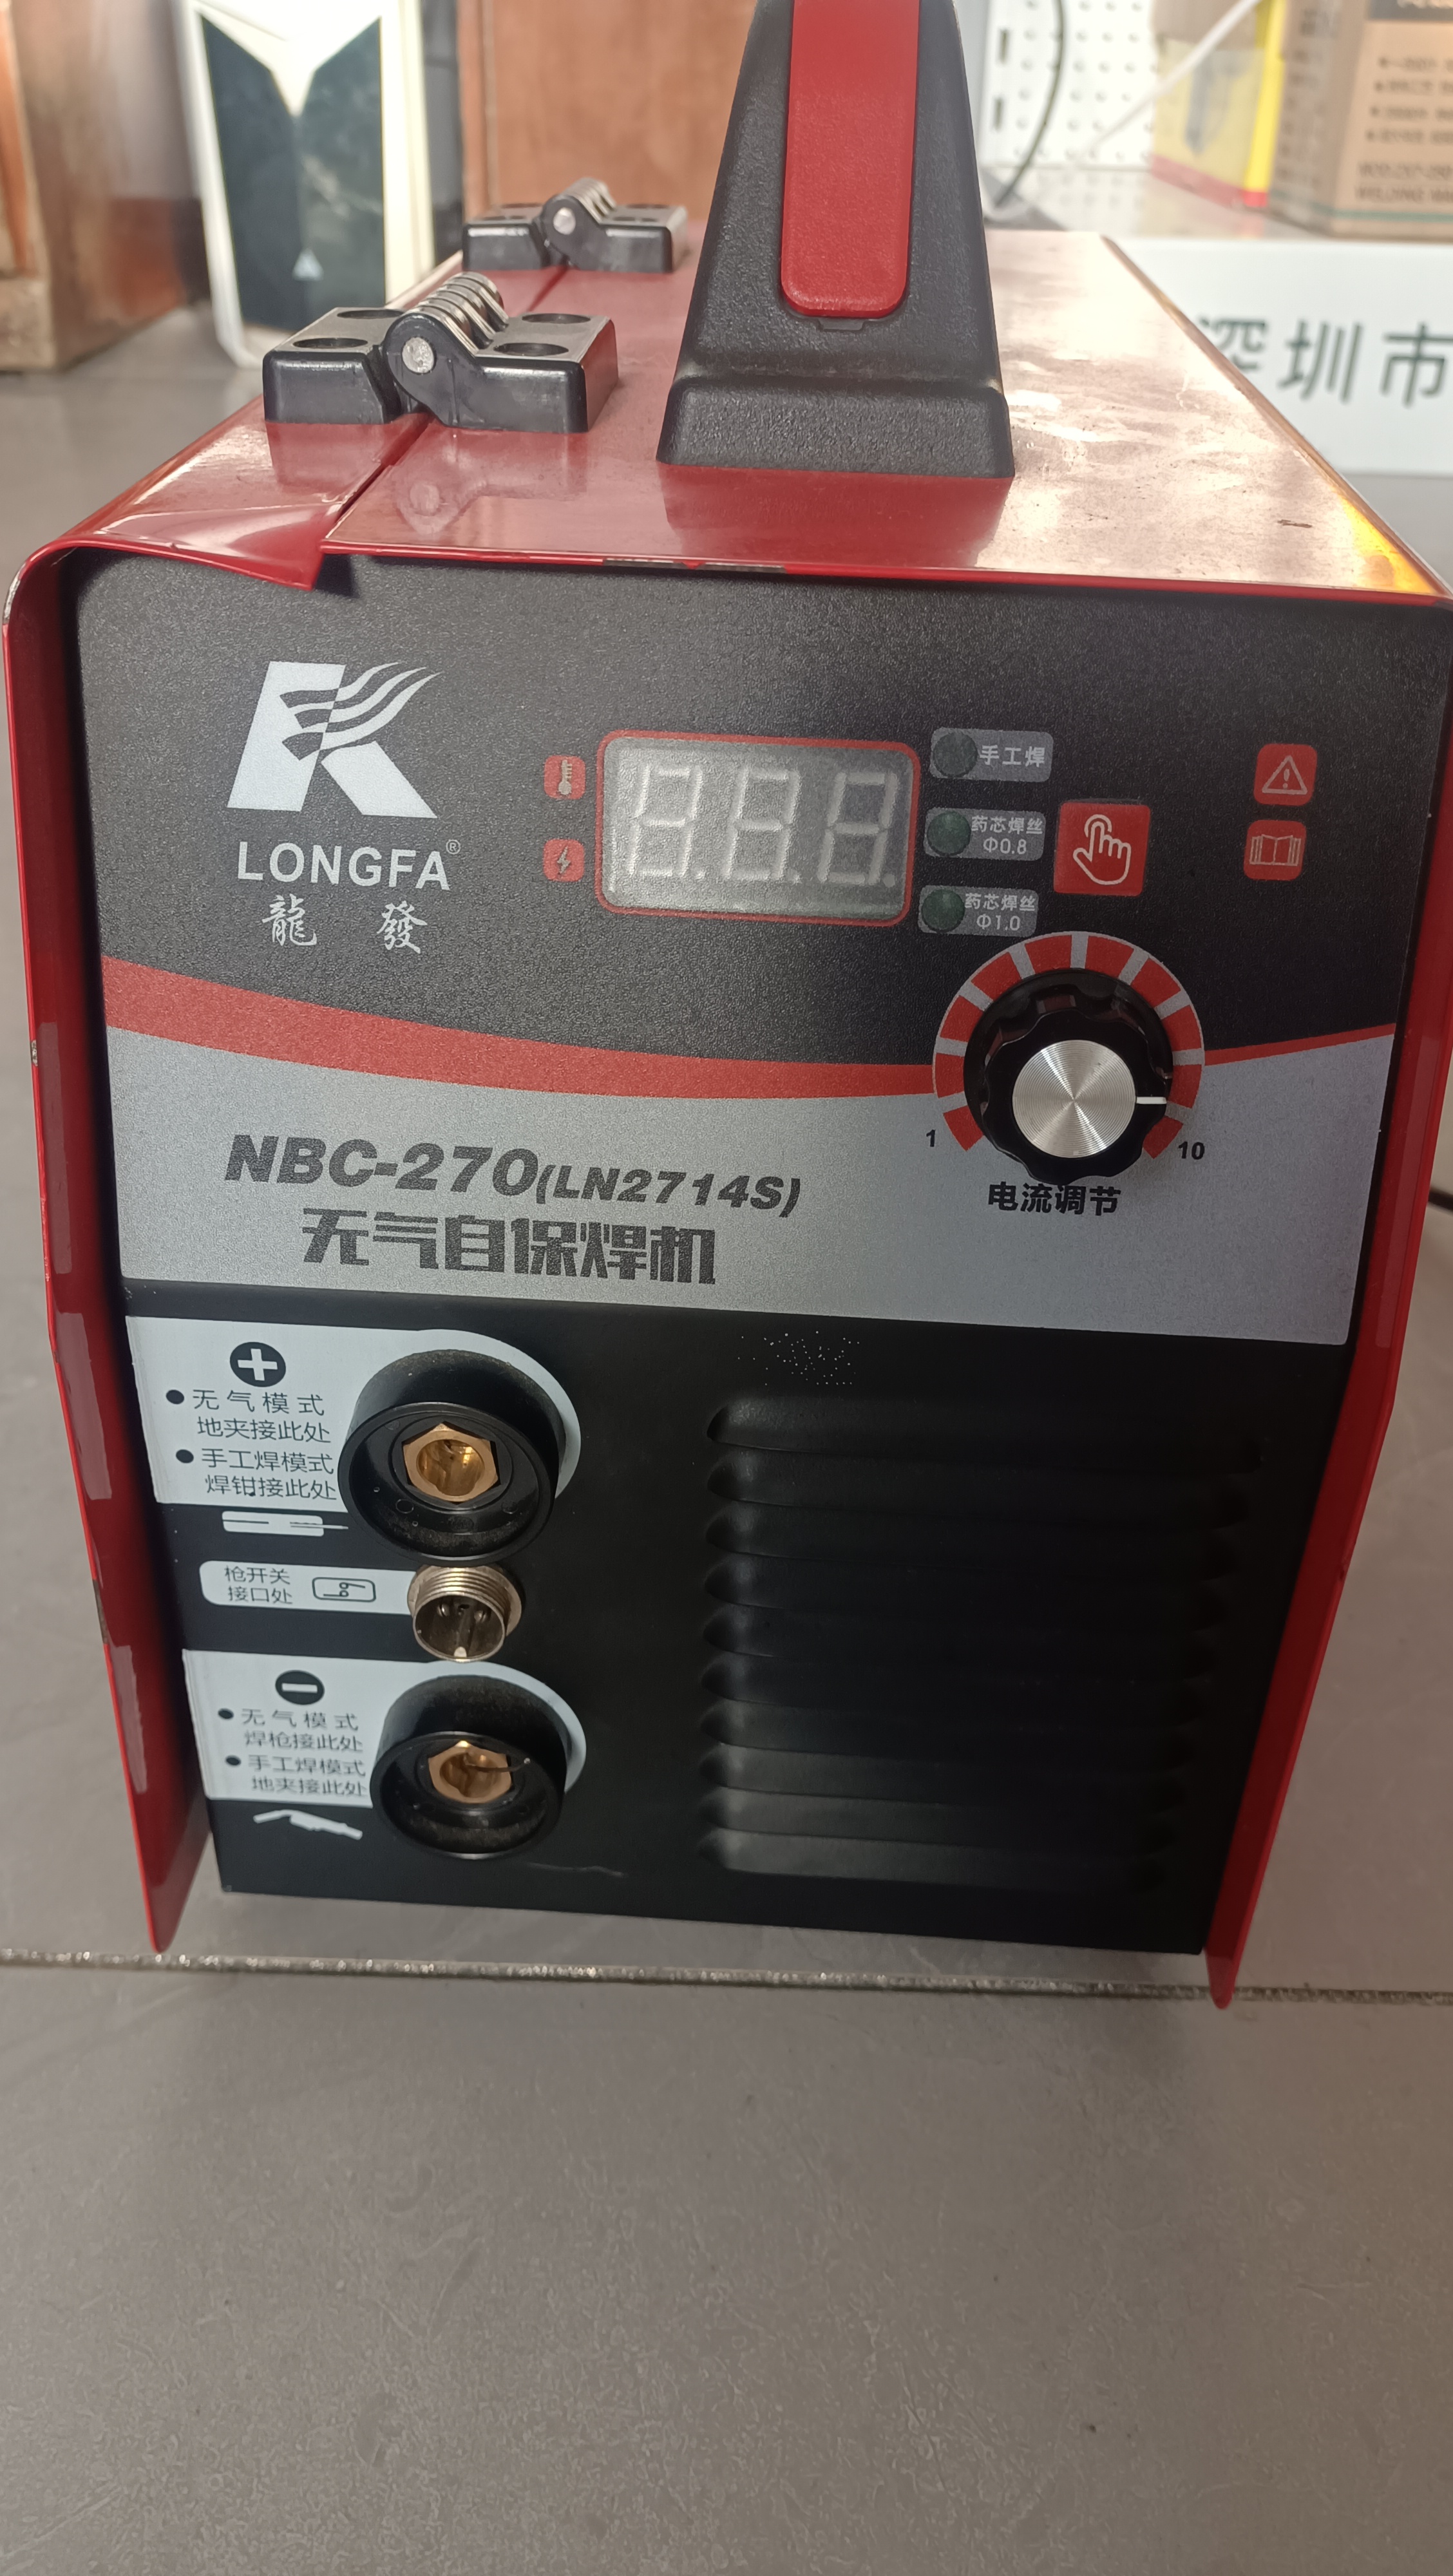 深圳市
LONGFA®
龍 發
手工焊
药芯焊丝
Φ0.8
药芯焊丝
Φ1.0
1
10
电流调节
NBC-270(LN2714S)
无气自保焊机
+
●无气模式
地夹接此处
●手工焊模式
焊钳接此处
枪开关
接口处
−
●无气模式
焊枪接此处
●手工焊模式
地夹接此处